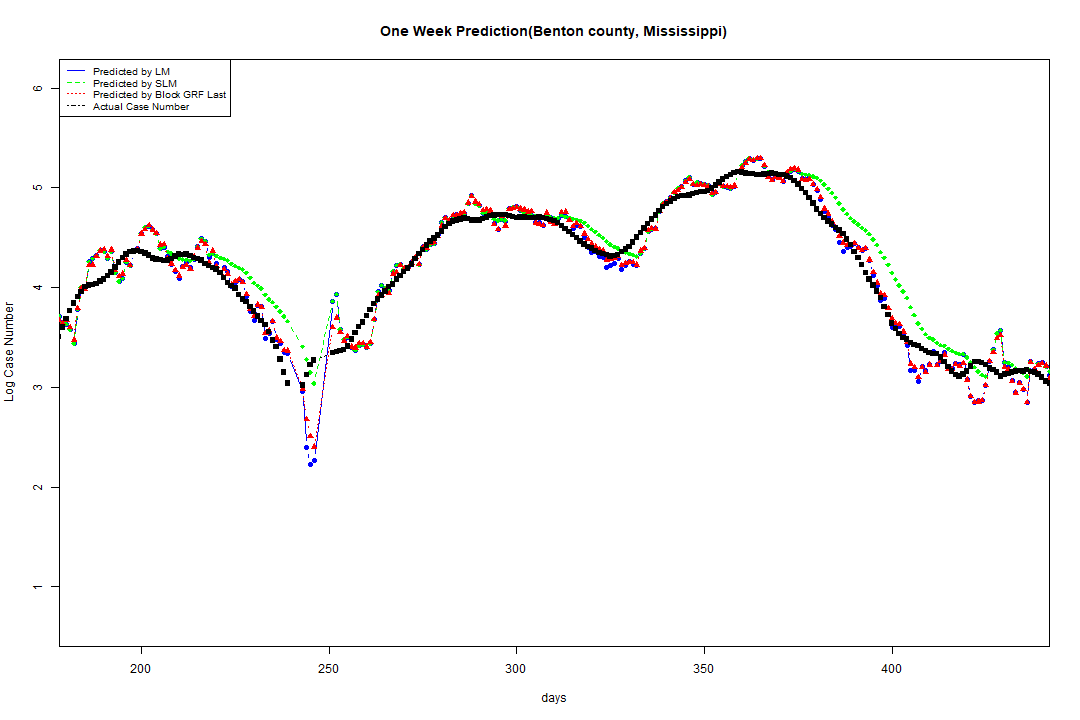 One Week Prediction(Benton county, Mississippi)
Predicted by LM
Predicted by SLM
Predicted by Block GRF Last
Actual Case Number
6
5
4
3
2
1
Log Case Number
200 250 300 350 400
days